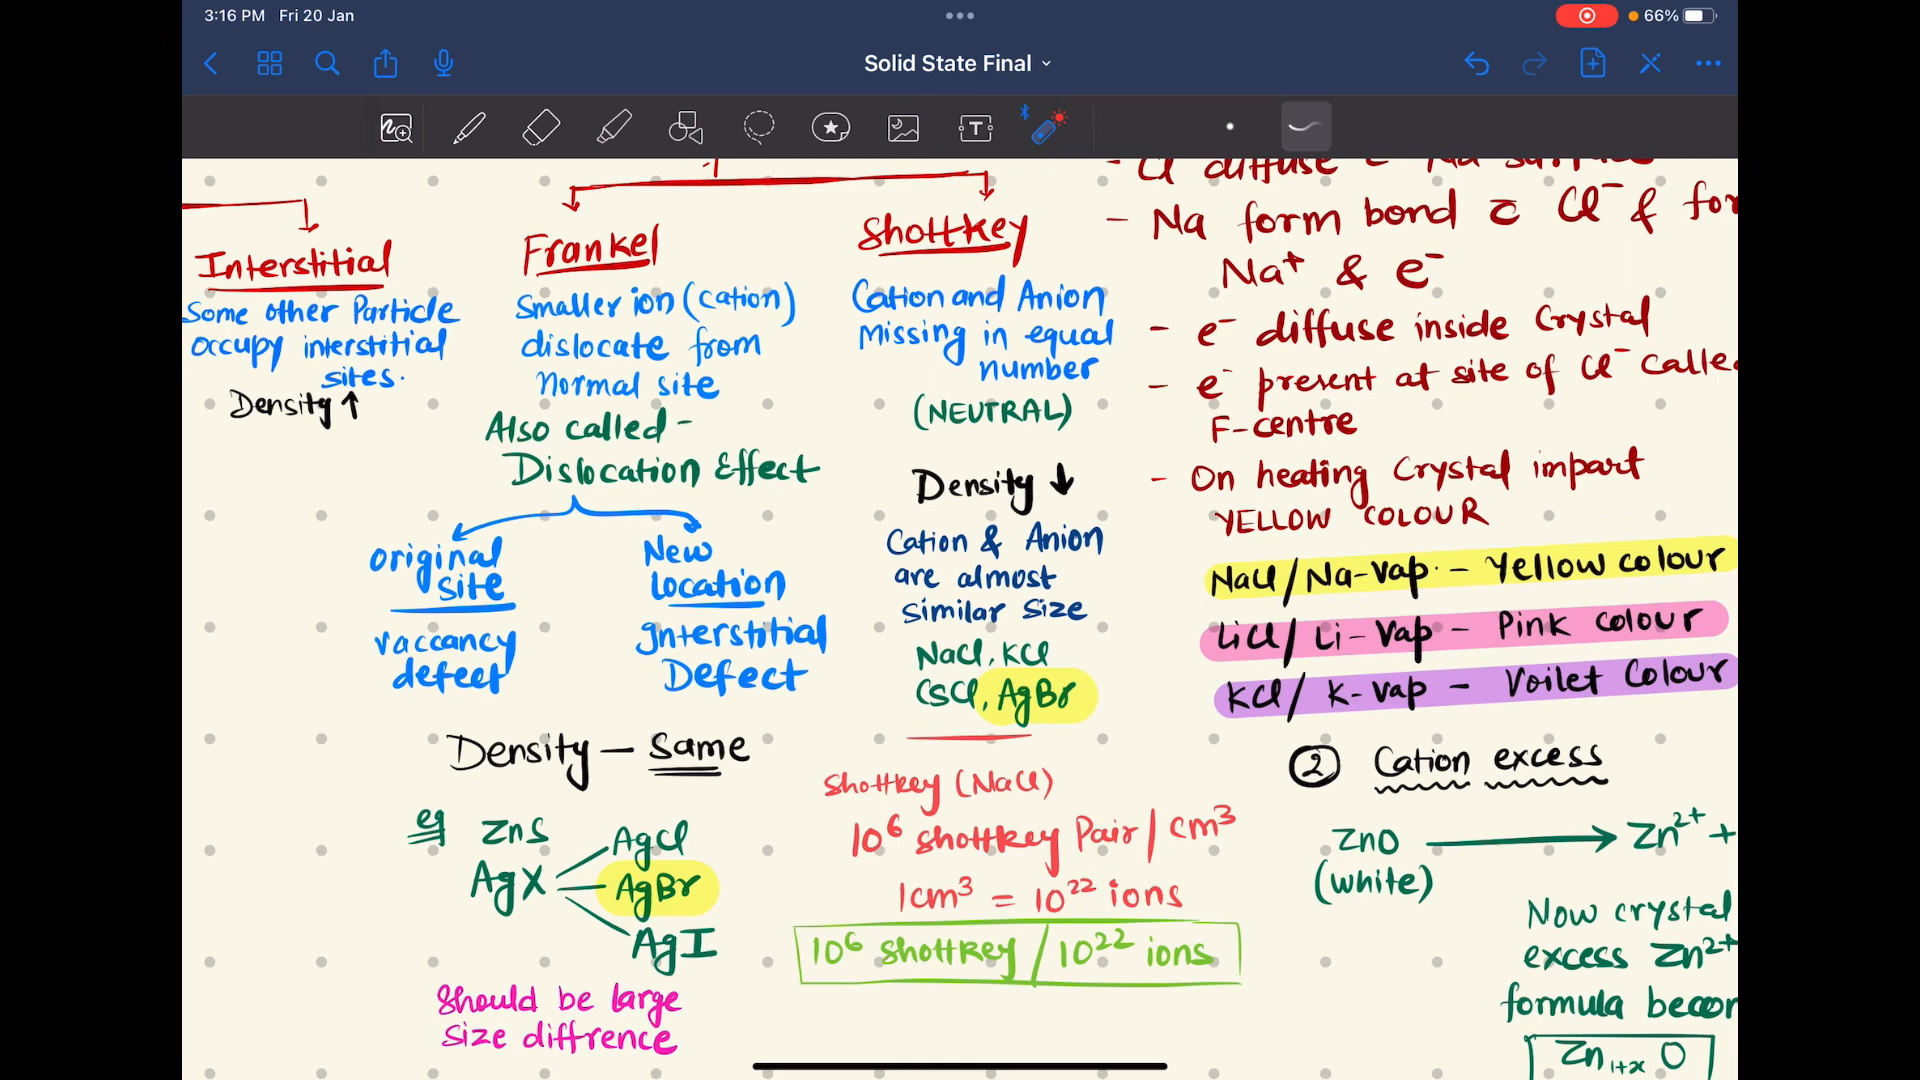 3:16 PM Fri 20 Jan
66%
Solid State Final
Interstitial
Some other Particle
occupy interstitial
sites.
Density ↑
Frankel
Smaller ion (cation)
dislocate from
Normal site
Also called -
Dislocation Effect
original
site
vaccancy
defect
New
location
Interstitial
Defect
Density — Same
eg ZnS
AgX
AgCl
AgBr
AgI
Should be large
size diffrence
Shottkey
Cation and Anion
Missing in equal
number
(NEUTRAL)
Density ↓
Cation & Anion
are almost
similar size
NaCl, KCl
CsCl, AgBr
Shottkey (NaCl)
10⁶ shottkey Pair / cm³
1cm³ = 10²² ions
10⁶ shottkey / 10²² ions
- Cl⁻ diffuse c̄ Na surface
- Na form bond c̄ Cl⁻ & for
Na⁺ & e⁻
- e⁻ diffuse inside Crystal
- e⁻ present at site of Cl⁻ calle
F-centre
- On heating Crystal impart
YELLOW COLOUR
NaCl / Na-vap. - Yellow colour
LiCl / Li-vap - Pink colour
KCl / K-vap - Voilet Colour
② Cation excess
ZnO ⟶ Zn²⁺ +
(white)
Now crystal
excess Zn²⁺
formula becom
Zn₁₊ₓ O